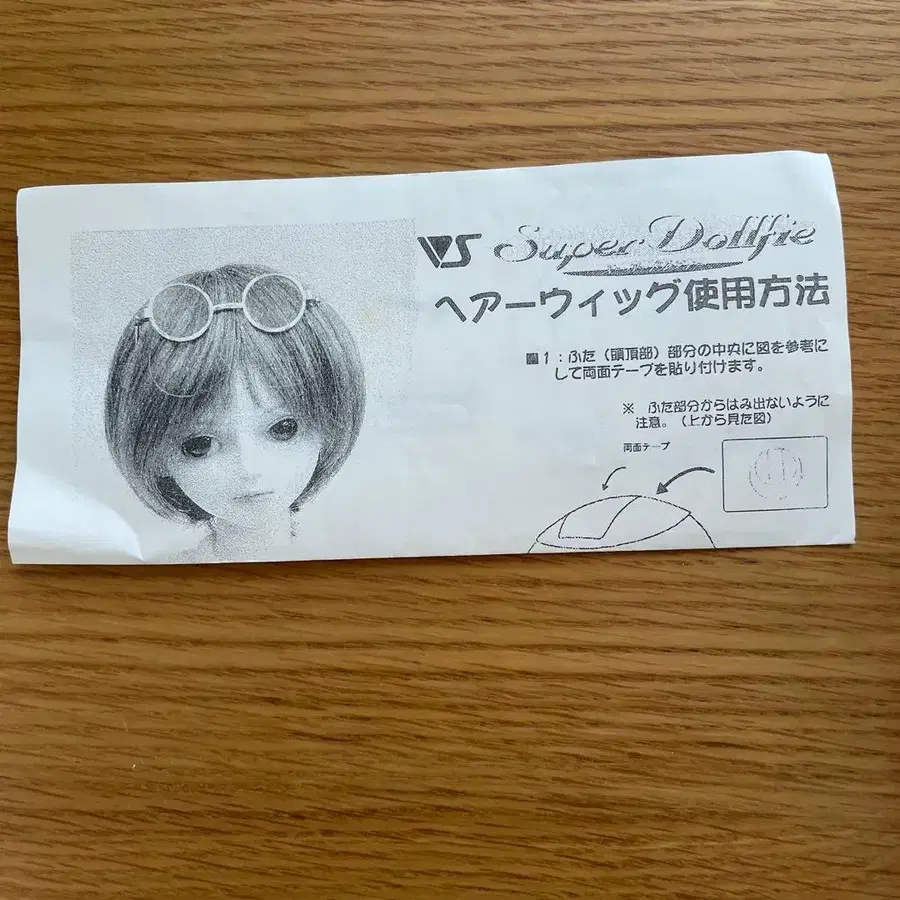 VS Super Dollfie
ヘアーウィッグ使用方法
■1：ふた（頭頂部）部分の中央に図を参考に
して両面テープを貼り付けます。
※ ふた部分からはみ出ないように
注意。（上から見た図）
両面テープ